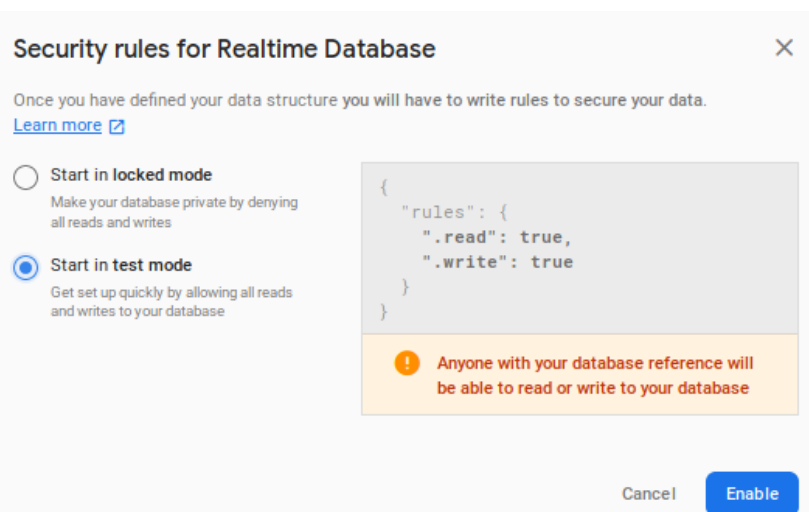 Security rules for Realtime Database
Once you have defined your data structure you will have to write rules to secure your data.
Learn more
Start in locked mode
Make your database private by denying
all reads and writes
Start in test mode
Get set up quickly by allowing all reads
and writes to your database
{
"rules": {
".read": true,
".write": true
}
}
Anyone with your database reference will
be able to read or write to your database
Cancel
Enable